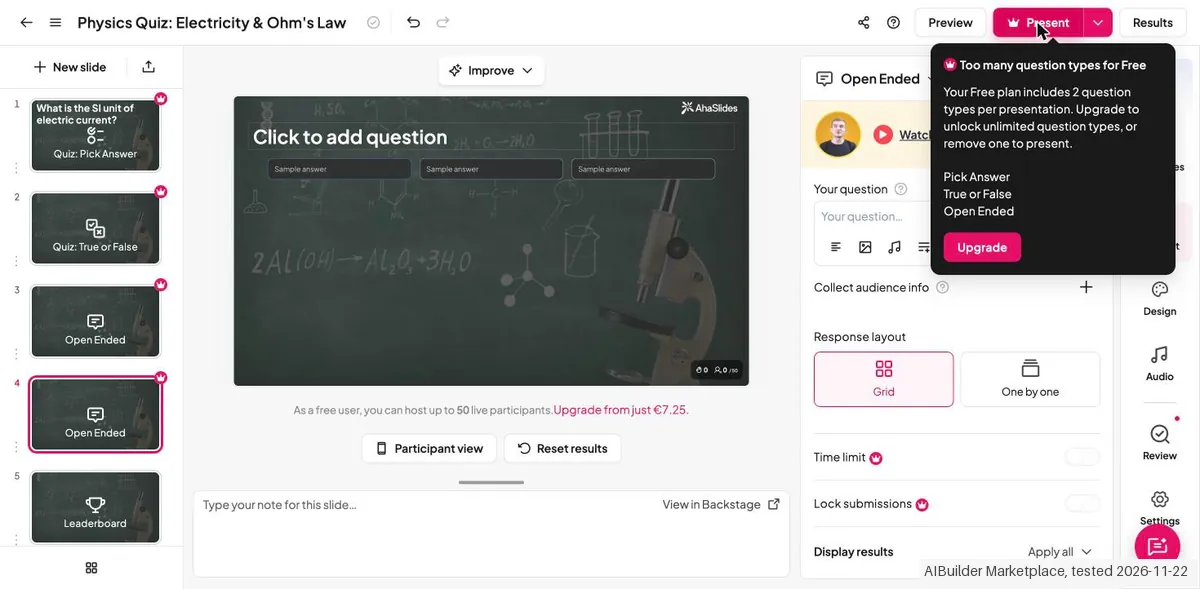 Physics Quiz: Electricity & Ohm's Law
Preview
Present
Results
New slide
1
What is the SI unit of
electric current?
Quiz: Pick Answer
2
Quiz: True or False
3
Open Ended
4
Open Ended
5
Leaderboard
Improve
AhaSlides
Click to add question
Sample answer
Sample answer
Sample answer
2Al(OH)→Al₂O₃+3H₂O
0
0/50
As a free user, you can host up to 50 live participants.Upgrade from just €7.25.
Participant view
Reset results
Type your note for this slide...
View in Backstage
Open Ended
Watch
Your question
Your question...
Collect audience info
Response layout
Grid
One by one
Time limit
Lock submissions
Display results
Apply all
Too many question types for Free
Your Free plan includes 2 question
types per presentation. Upgrade to
unlock unlimited question types, or
remove one to present.
Pick Answer
True or False
Open Ended
Upgrade
Design
Audio
Review
Settings
AIBuilder Marketplace, tested 2026-11-22